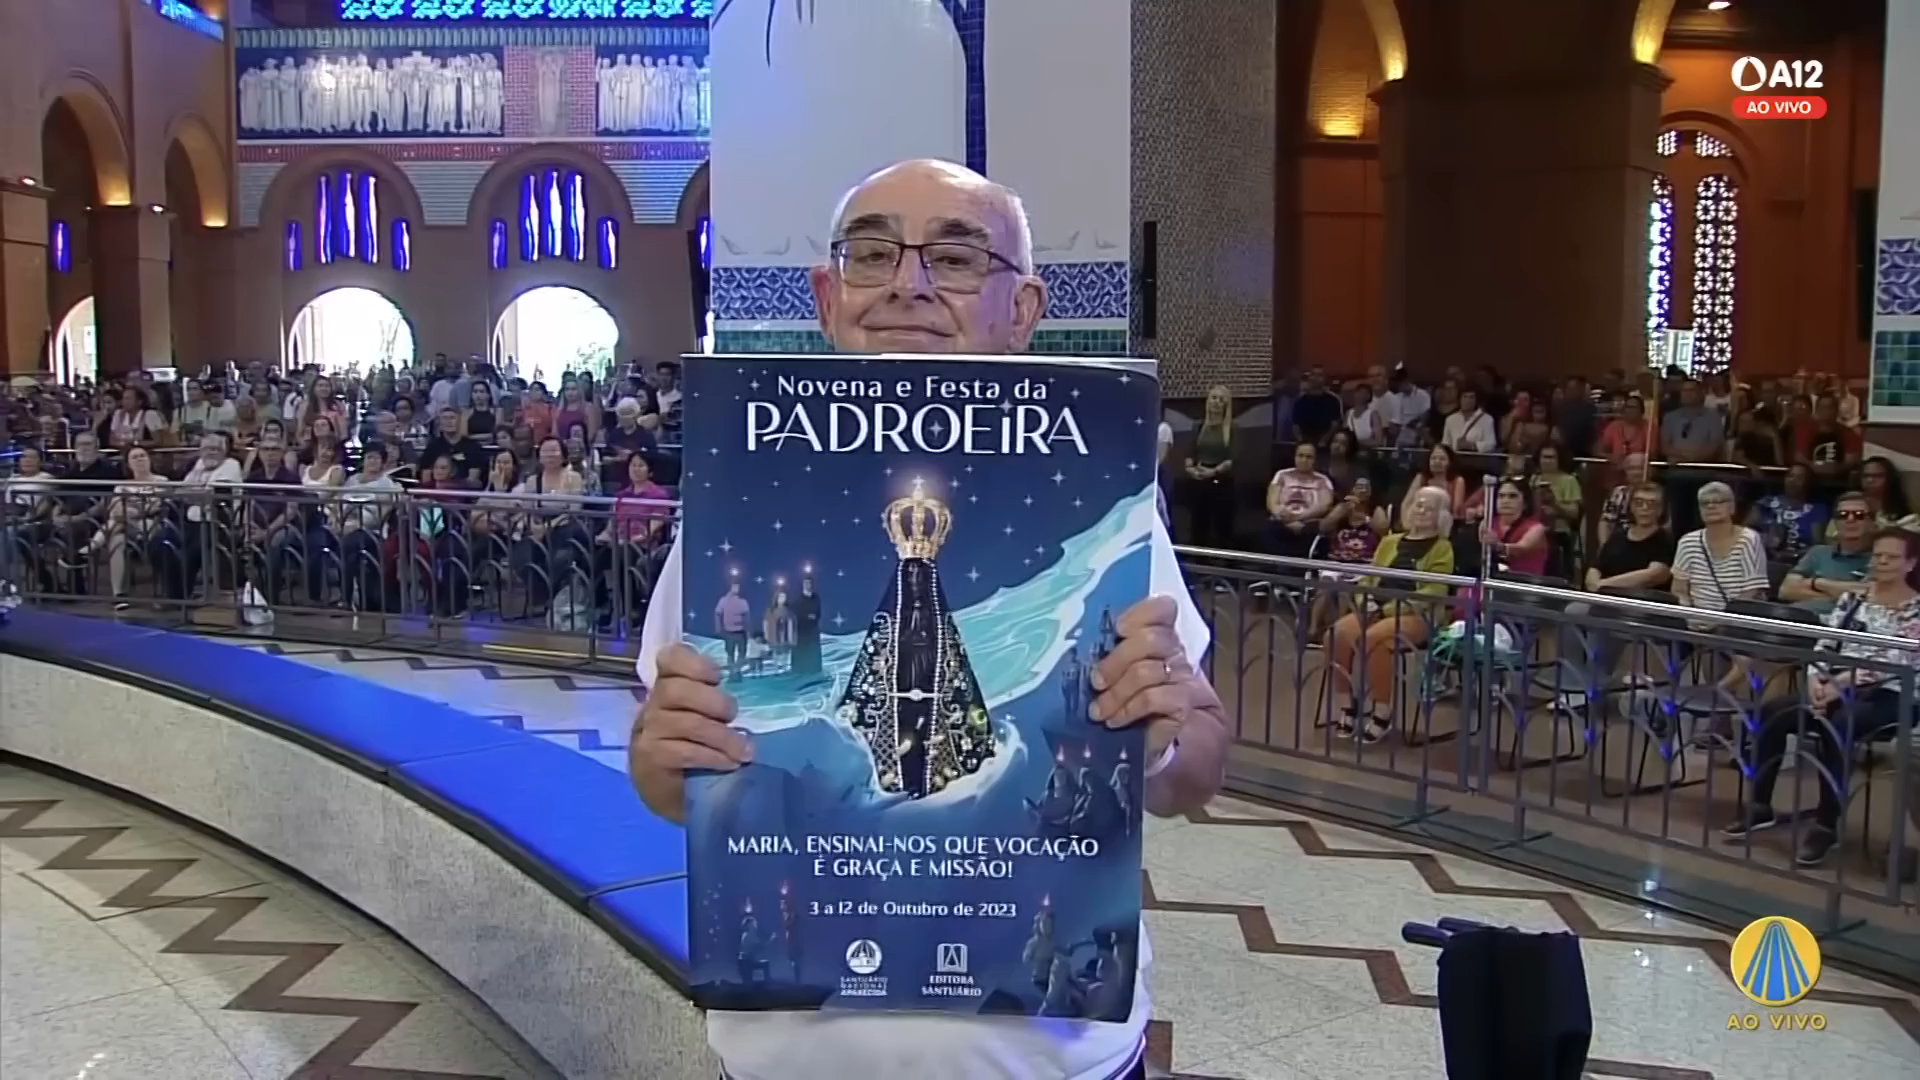 A12
AO VIVO
Novena e Festa da
PADROEiRA
MARIA, ENSINAI-NOS QUE VOCAÇÃO
É GRAÇA E MISSÃO!
3 a 12 de Outubro de 2023
SANTUÁRIO
NACIONAL
APARECIDA
EDITORA
SANTUÁRIO
AO VIVO